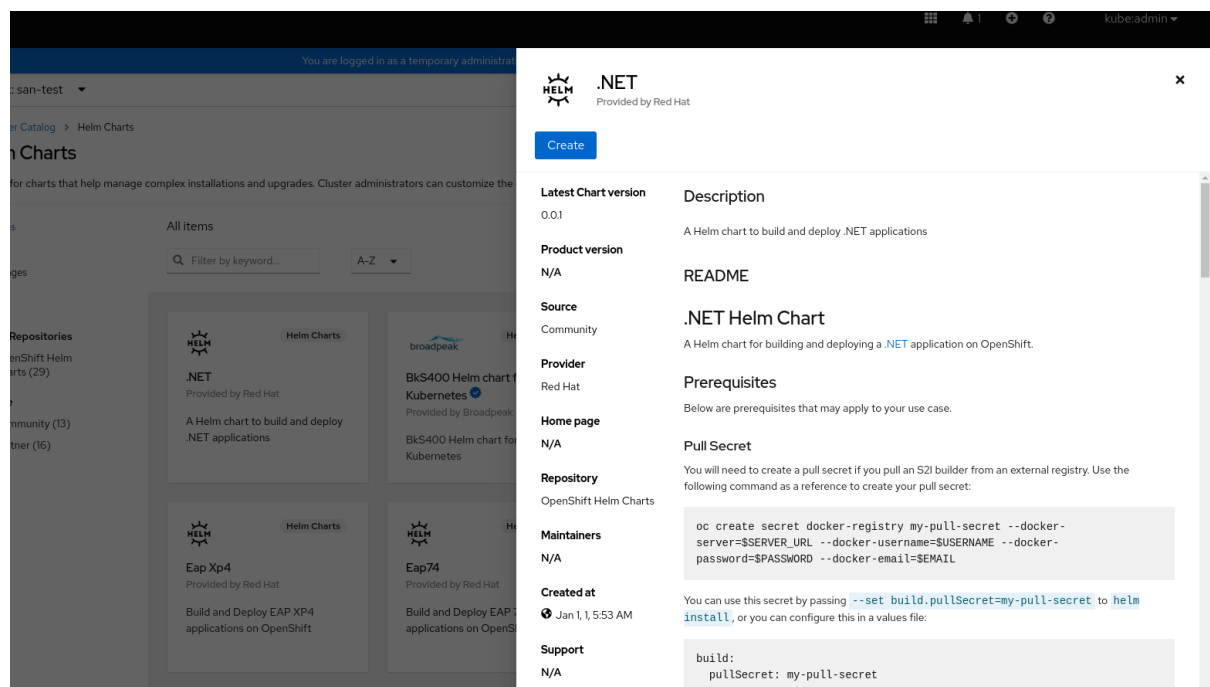 1
kube:admin
You are logged in as a temporary administrat
: san-test
er Catalog > Helm Charts
n Charts
for charts that help manage complex installations and upgrades. Cluster administrators can customize the
All items
Filter by keyword...
A-Z
ges
Repositories
enShift Helm
arts (29)
mmunity (13)
tner (16)
HELM
Helm Charts
.NET
Provided by Red Hat
A Helm chart to build and deploy
.NET applications
broadpeak
He
BkS400 Helm chart f
Kubernetes
Provided by Broadpeak
BkS400 Helm chart for
Kubernetes
HELM
Helm Charts
Eap Xp4
Provided by Red Hat
Build and Deploy EAP XP4
applications on OpenShift
HELM
He
Eap74
Provided by Red Hat
Build and Deploy EAP 7
applications on OpenS
HELM
.NET
Provided by Red Hat
Create
Latest Chart version
0.0.1
Product version
N/A
Source
Community
Provider
Red Hat
Home page
N/A
Repository
OpenShift Helm Charts
Maintainers
N/A
Created at
Jan 1, 1, 5:53 AM
Support
N/A
Description
A Helm chart to build and deploy .NET applications
README
.NET Helm Chart
A Helm chart for building and deploying a .NET application on OpenShift.
Prerequisites
Below are prerequisites that may apply to your use case.
Pull Secret
You will need to create a pull secret if you pull an S2I builder from an external registry. Use the
following command as a reference to create your pull secret:
oc create secret docker-registry my-pull-secret --docker-
server=$SERVER_URL --docker-username=$USERNAME --docker-
password=$PASSWORD --docker-email=$EMAIL
You can use this secret by passing --set build.pullSecret=my-pull-secret to helm
install, or you can configure this in a values file:
build:
pullSecret: my-pull-secret